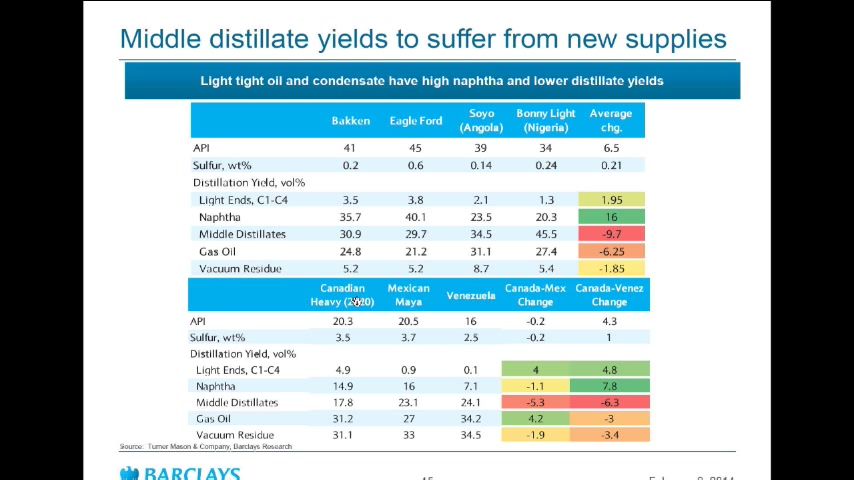 Middle distillate yields to suffer from new supplies
Light tight oil and condensate have high naphtha and lower distillate yields
Bakken Eagle Ford Soyo (Angola) Bonny Light (Nigeria) Average chg.
API 41 45 39 34 6.5
Sulfur, wt% 0.2 0.6 0.14 0.24 0.21
Distillation Yield, vol%
Light Ends, C1-C4 3.5 3.8 2.1 1.3 1.95
Naphtha 35.7 40.1 23.5 20.3 16
Middle Distillates 30.9 29.7 34.5 45.5 -9.7
Gas Oil 24.8 21.2 31.1 27.4 -6.25
Vacuum Residue 5.2 5.2 8.7 5.4 -1.85
Canadian Heavy Mexican Maya Venezuela Canada-Mex Change Canada-Venez Change
API 20.3 20.5 16 -0.2 4.3
Sulfur, wt% 3.5 3.7 2.5 -0.2 1
Distillation Yield, vol%
Light Ends, C1-C4 4.9 0.9 0.1 4 4.8
Naphtha 14.9 16 7.1 -1.1 7.8
Middle Distillates 17.8 23.1 24.1 -5.3 -6.3
Gas Oil 31.2 27 34.2 4.2 -3
Vacuum Residue 31.1 33 34.5 -1.9 -3.4
Source: Turner Mason & Company, Barclays Research
BARCLAYS